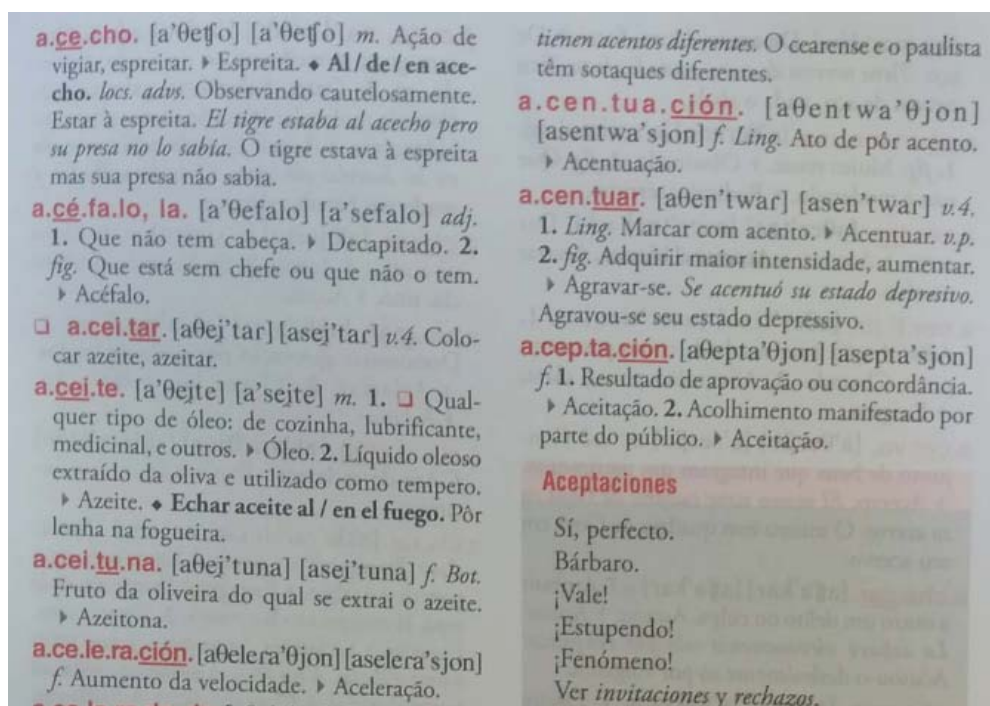 a.ce.cho. [a'θetʃo] [a'θetʃo] m. Ação de
vigiar, espreitar. ‣ Espreita. ◆ Al / de / en ace-
cho. locs. advs. Observando cautelosamente.
Estar à espreita. El tigre estaba al acecho pero
su presa no lo sabía. O tigre estava à espreita
mas sua presa não sabia.
a.cé.fa.lo, la. [a'θefalo] [a'sefalo] adj.
1. Que não tem cabeça. ‣ Decapitado. 2.
fig. Que está sem chefe ou que não o tem.
‣ Acéfalo.
❑ a.cei.tar. [aθej'tar] [asej'tar] v.4. Colo-
car azeite, azeitar.
a.cei.te. [a'θejte] [a'sejte] m. 1. ❑ Qual-
quer tipo de óleo: de cozinha, lubrificante,
medicinal, e outros. ‣ Óleo. 2. Líquido oleoso
extraído da oliva e utilizado como tempero.
‣ Azeite. ◆ Echar aceite al / en el fuego. Pôr
lenha na fogueira.
a.cei.tu.na. [aθej'tuna] [asej'tuna] f. Bot.
Fruto da oliveira do qual se extrai o azeite.
‣ Azeitona.
a.ce.le.ra.ción. [aθelera'θjon] [aselera'sjon]
f. Aumento da velocidade. ‣ Aceleração.
tienen acentos diferentes. O cearense e o paulista
têm sotaques diferentes.
a.cen.tua.ción. [aθentwa'θjon]
[asentwa'sjon] f. Ling. Ato de pôr acento.
‣ Acentuação.
a.cen.tuar. [aθen'twar] [asen'twar] v.4.
1. Ling. Marcar com acento. ‣ Acentuar. v.p.
2. fig. Adquirir maior intensidade, aumentar.
‣ Agravar-se. Se acentuó su estado depresivo.
Agravou-se seu estado depressivo.
a.cep.ta.ción. [aθepta'θjon] [asepta'sjon]
f. 1. Resultado de aprovação ou concordância.
‣ Aceitação. 2. Acolhimento manifestado por
parte do público. ‣ Aceitação.
Aceptaciones
Sí, perfecto.
Bárbaro.
¡Vale!
¡Estupendo!
¡Fenómeno!
Ver invitaciones y rechazos.